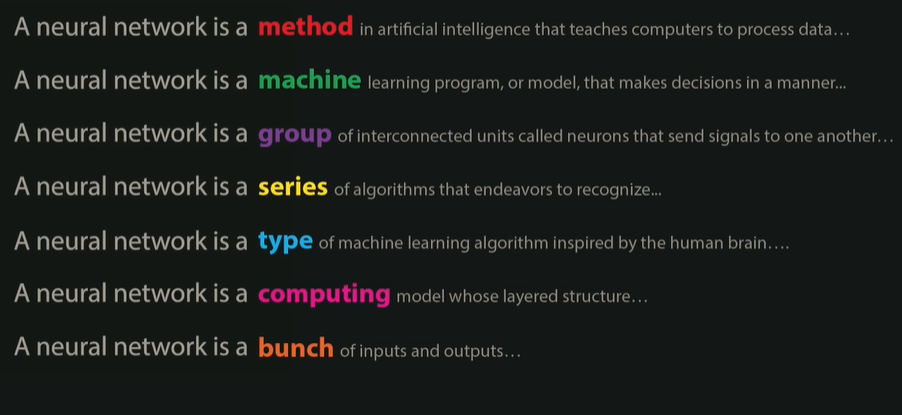 A neural network is a method in artificial intelligence that teaches computers to process data…
A neural network is a machine learning program, or model, that makes decisions in a manner...
A neural network is a group of interconnected units called neurons that send signals to one another…
A neural network is a series of algorithms that endeavors to recognize...
A neural network is a type of machine learning algorithm inspired by the human brain….
A neural network is a computing model whose layered structure…
A neural network is a bunch of inputs and outputs…